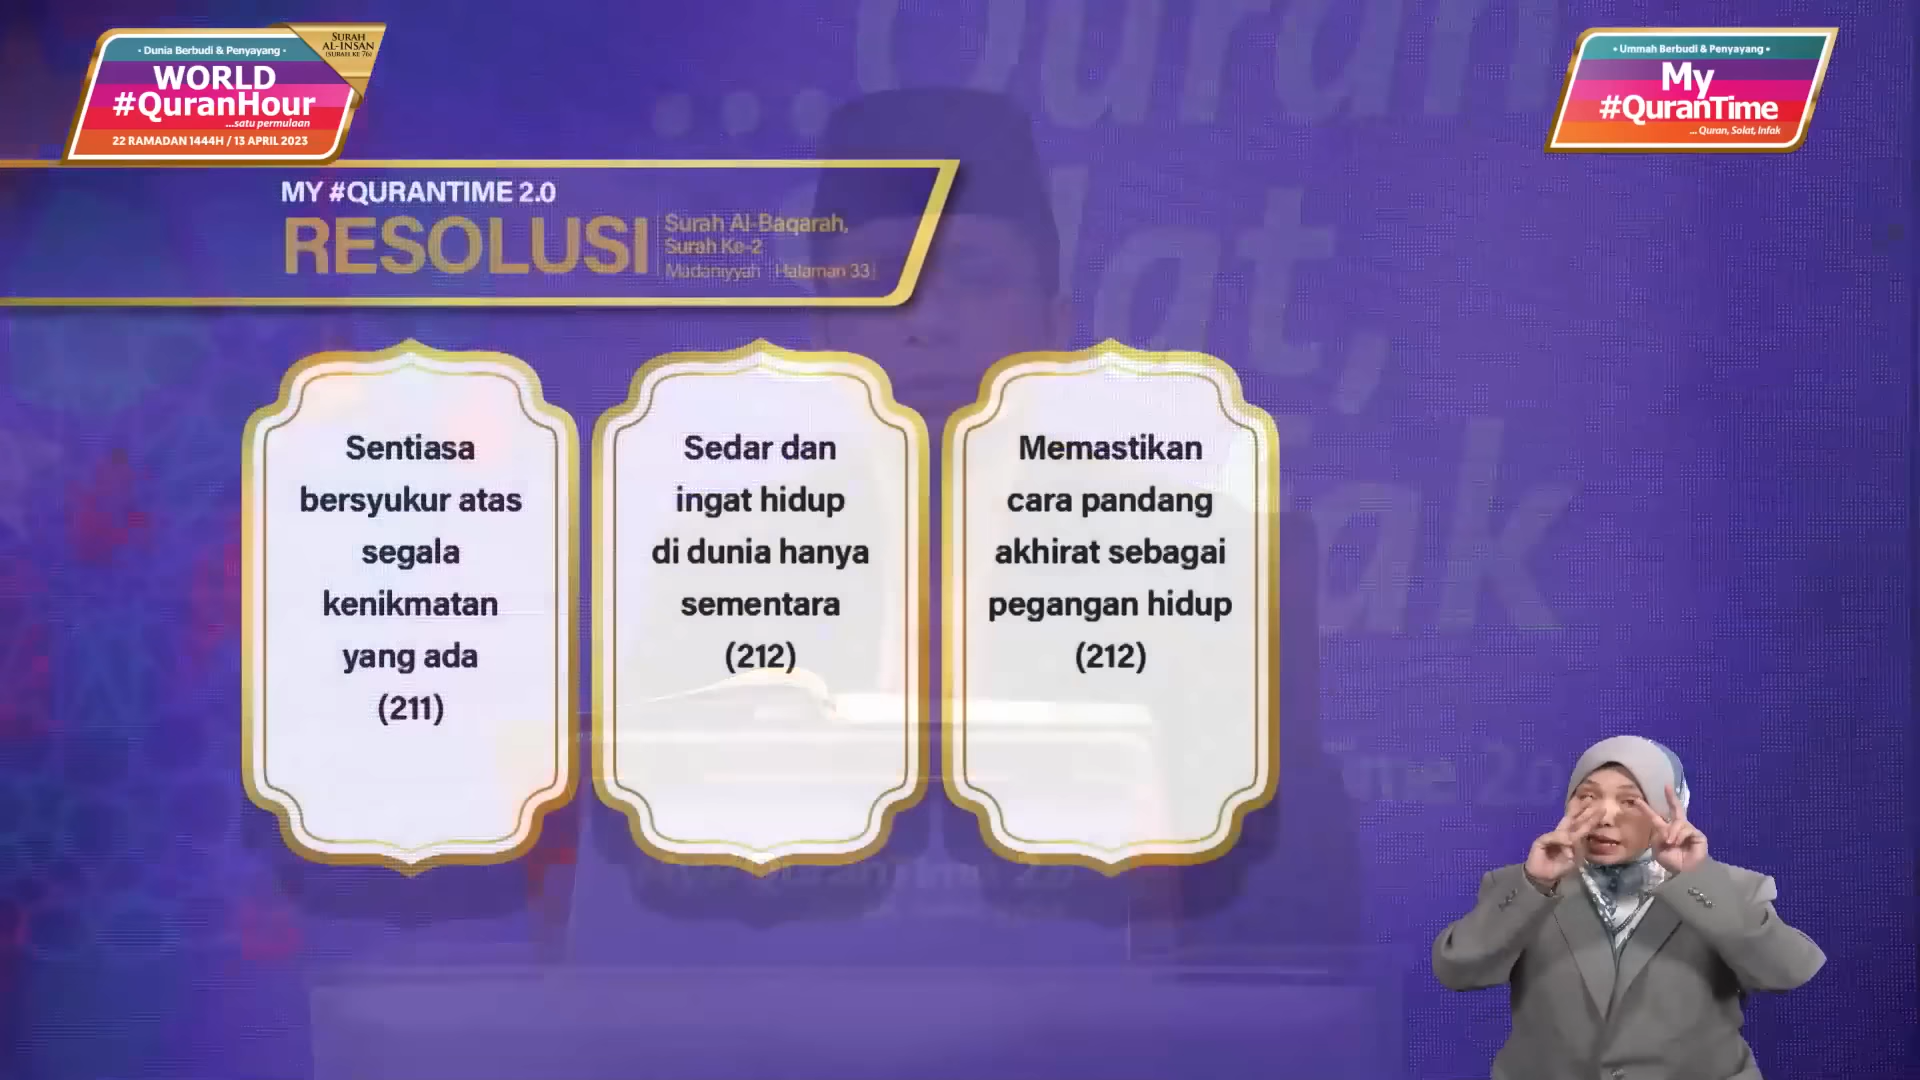 • Dunia Berbudi & Penyayang •
WORLD
#QuranHour
...satu permulaan
22 RAMADAN 1444H / 13 APRIL 2023
SURAH
AL-INSAN
(SURAH KE 76)
• Ummah Berbudi & Penyayang •
My
#QuranTime
... Quran, Solat, Infak
MY #QURANTIME 2.0
RESOLUSI
Surah Al-Baqarah,
Surah Ke-2
Madaniyyah | Halaman 33
Sentiasa
bersyukur atas
segala
kenikmatan
yang ada
(211)
Sedar dan
ingat hidup
di dunia hanya
sementara
(212)
Memastikan
cara pandang
akhirat sebagai
pegangan hidup
(212)